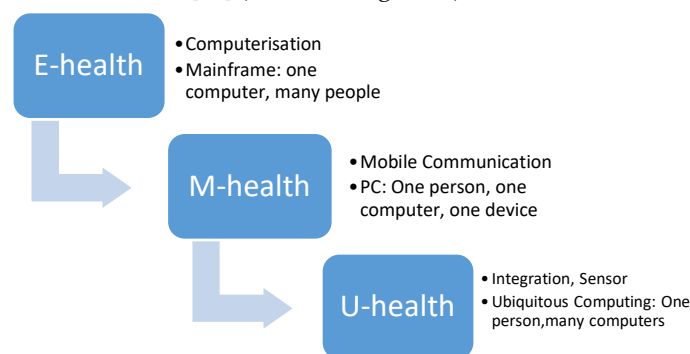 E-health
•Computerisation
•Mainframe: one
computer, many people
M-health
•Mobile Communication
•PC: One person, one
computer, one device
U-health
•Integration, Sensor
•Ubiquitous Computing: One
person,many computers